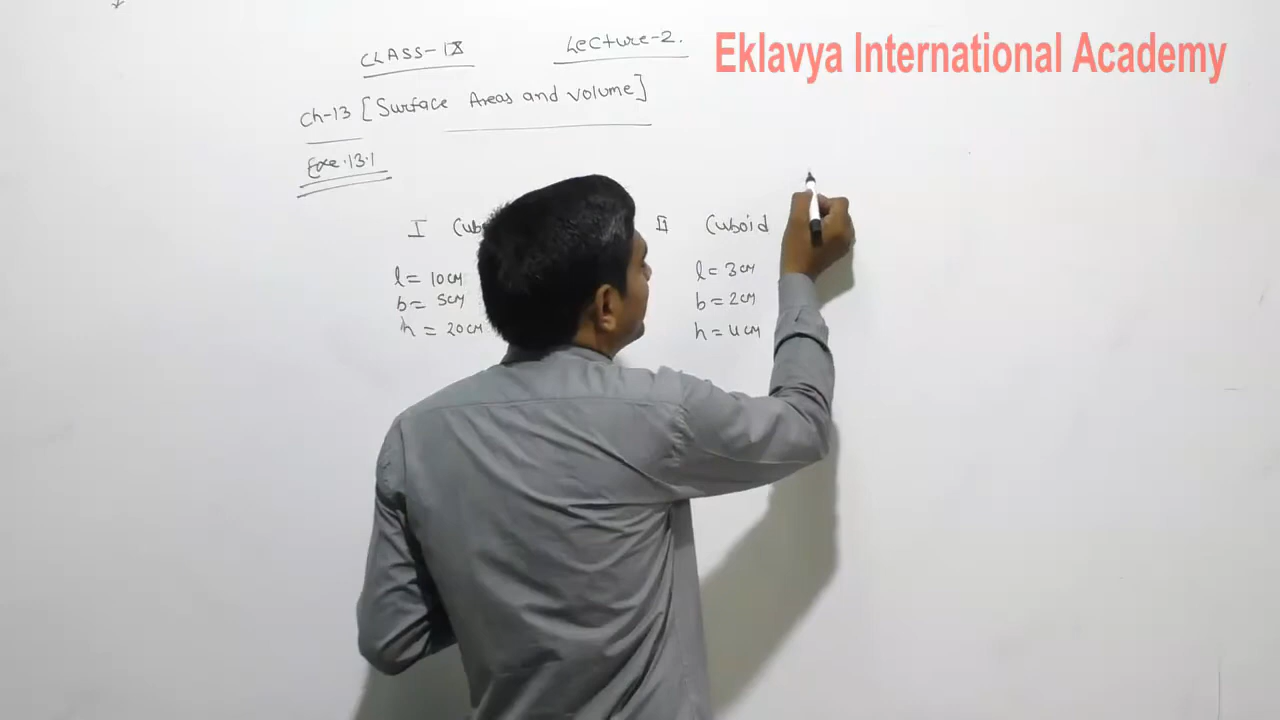 CLASS-IX
Lecture-2.
Eklavya International Academy
Ch-13 [Surface Areas and volume]
Exe.13.1
I
II Cuboid
l = 10cm
b = 5cm
h = 20cm
l = 3cm
b = 2cm
h = 4cm